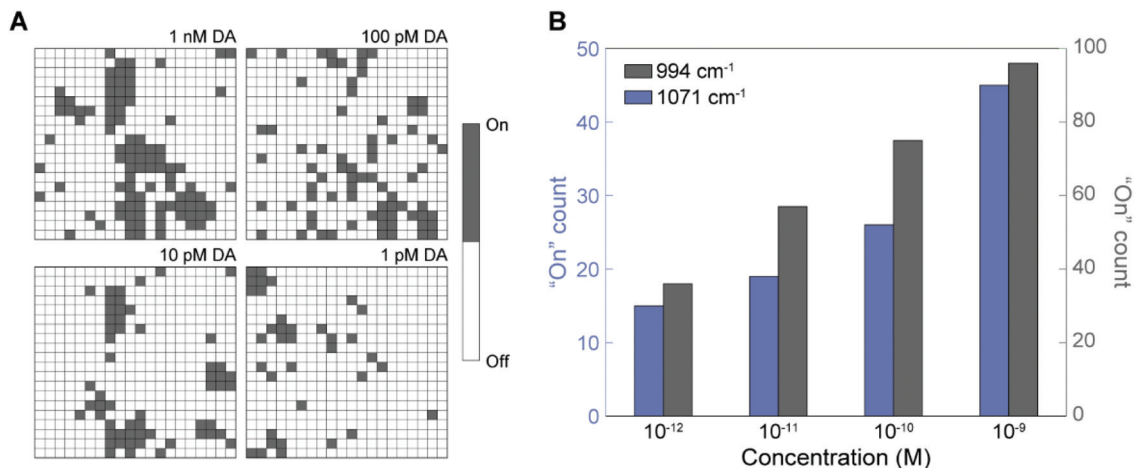 A
1 nM DA
100 pM DA
10 pM DA
1 pM DA
On
Off
B
994 cm⁻¹
1071 cm⁻¹
50
40
30
20
10
0
"On" count
100
80
60
40
20
0
"On" count
10⁻¹²
10⁻¹¹
10⁻¹⁰
10⁻⁹
Concentration (M)